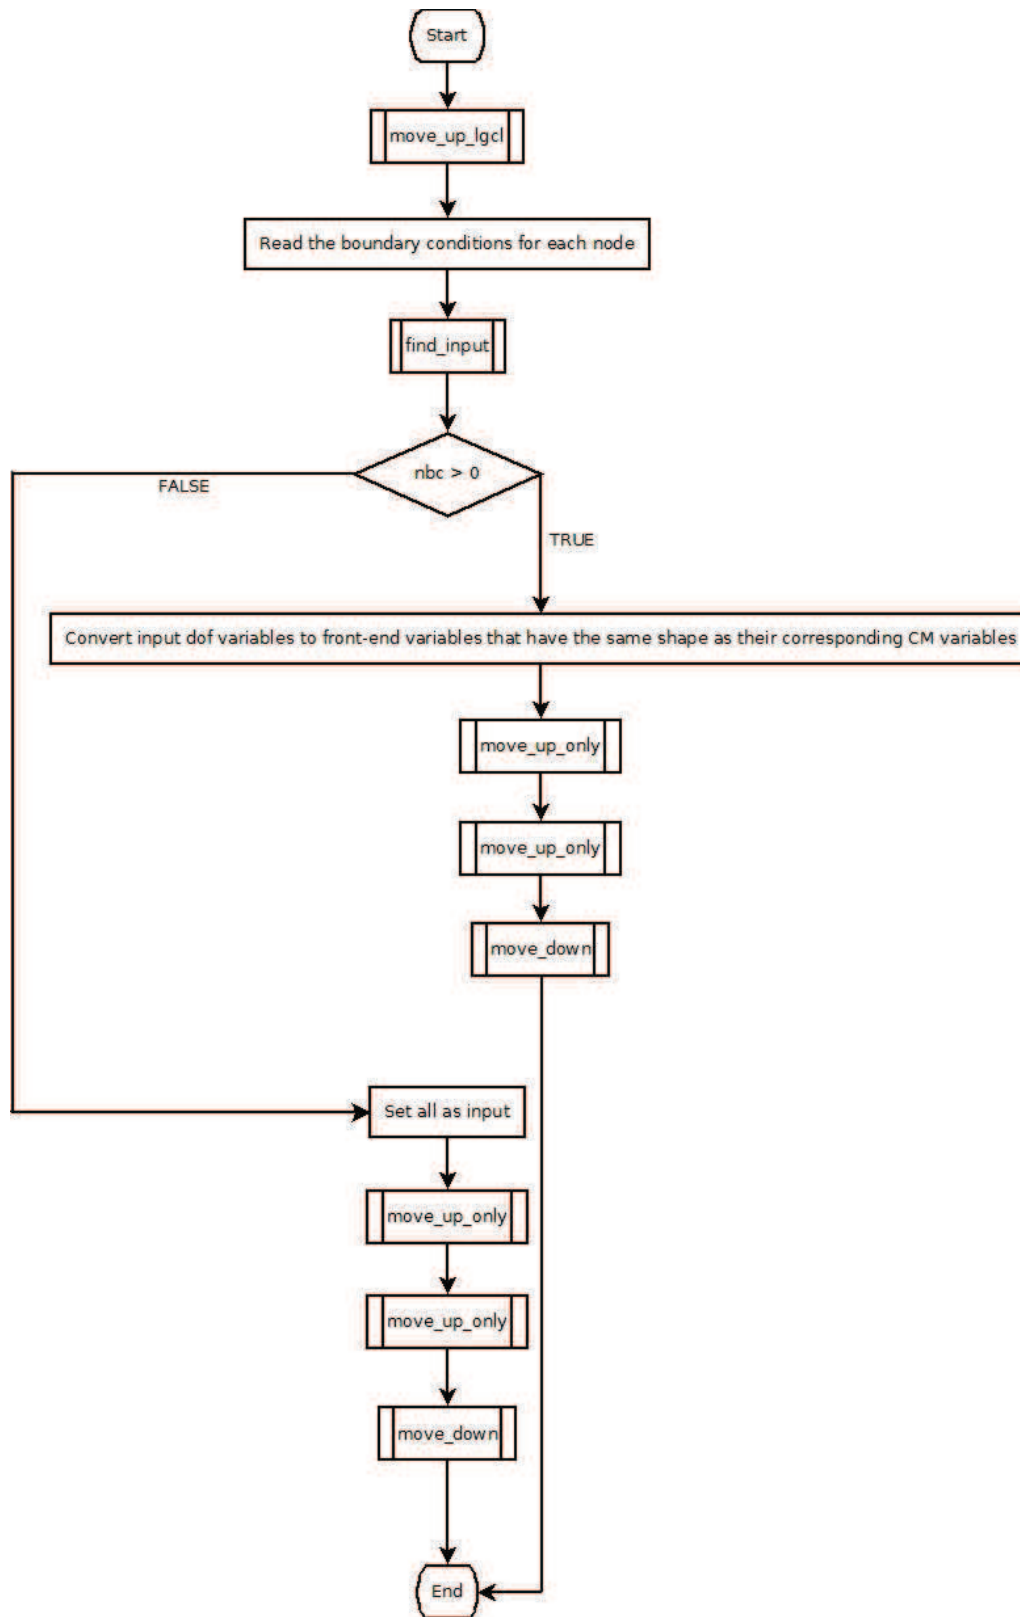 Start
move_up_lgcl
Read the boundary conditions for each node
find_input
nbc > 0
FALSE
TRUE
Convert input dof variables to front-end variables that have the same shape as their corresponding CM variables
move_up_only
move_up_only
move_down
Set all as input
move_up_only
move_up_only
move_down
End